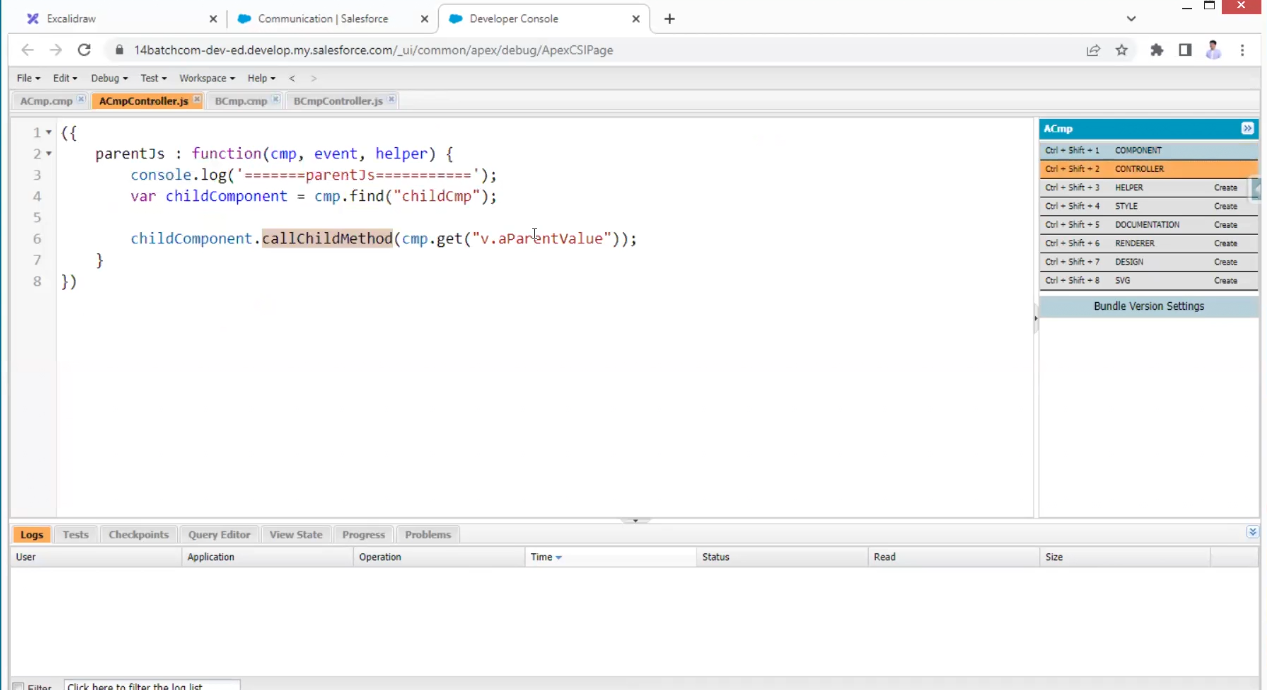 Excalidraw
Communication | Salesforce
Developer Console
14batchcom-dev-ed.develop.my.salesforce.com/_ui/common/apex/debug/ApexCSIPage
File Edit Debug Test Workspace Help < >
ACmp.cmp ACmpController.js BCmp.cmp BCmpController.js
1 ({
2 parentJs : function(cmp, event, helper) {
3 console.log('=======parentJs===========');
4 var childComponent = cmp.find("childCmp");
5
6 childComponent.callChildMethod(cmp.get("v.aParentValue"));
7 }
8 })
ACmp
Ctrl + Shift + 1 COMPONENT
Ctrl + Shift + 2 CONTROLLER
Ctrl + Shift + 3 HELPER Create
Ctrl + Shift + 4 STYLE Create
Ctrl + Shift + 5 DOCUMENTATION Create
Ctrl + Shift + 6 RENDERER Create
Ctrl + Shift + 7 DESIGN Create
Ctrl + Shift + 8 SVG Create
Bundle Version Settings
Logs Tests Checkpoints Query Editor View State Progress Problems
User Application Operation Time Status Read Size
Filter Click here to filter the log list